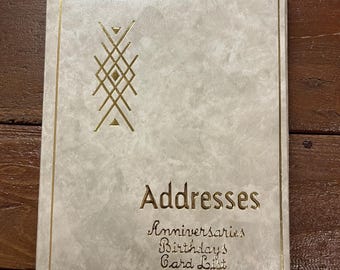 Addresses
Anniversaries
Birthdays
Card List